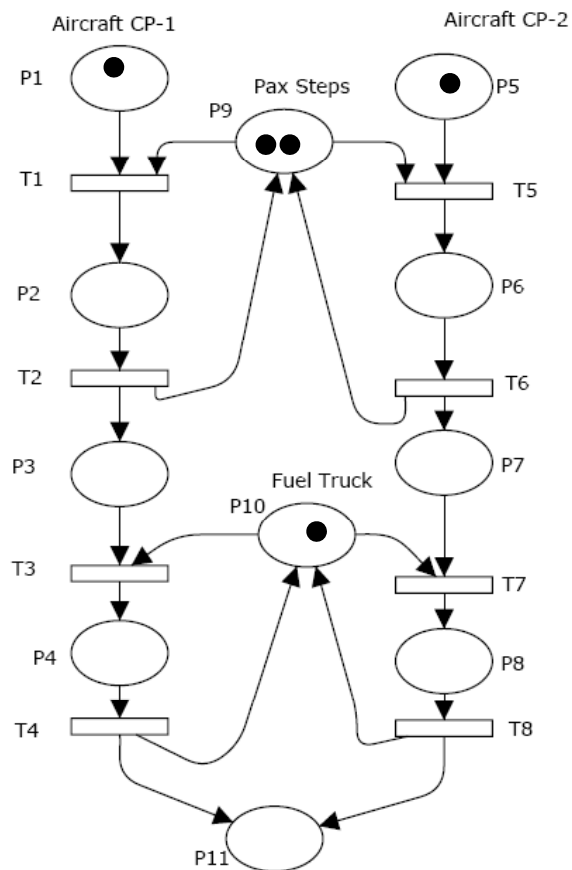 Aircraft CP-1
Aircraft CP-2
P1
Pax Steps
P5
P9
T1
T5
P2
P6
T2
T6
P3
P7
Fuel Truck
P10
T3
T7
P4
P8
T4
T8
P11